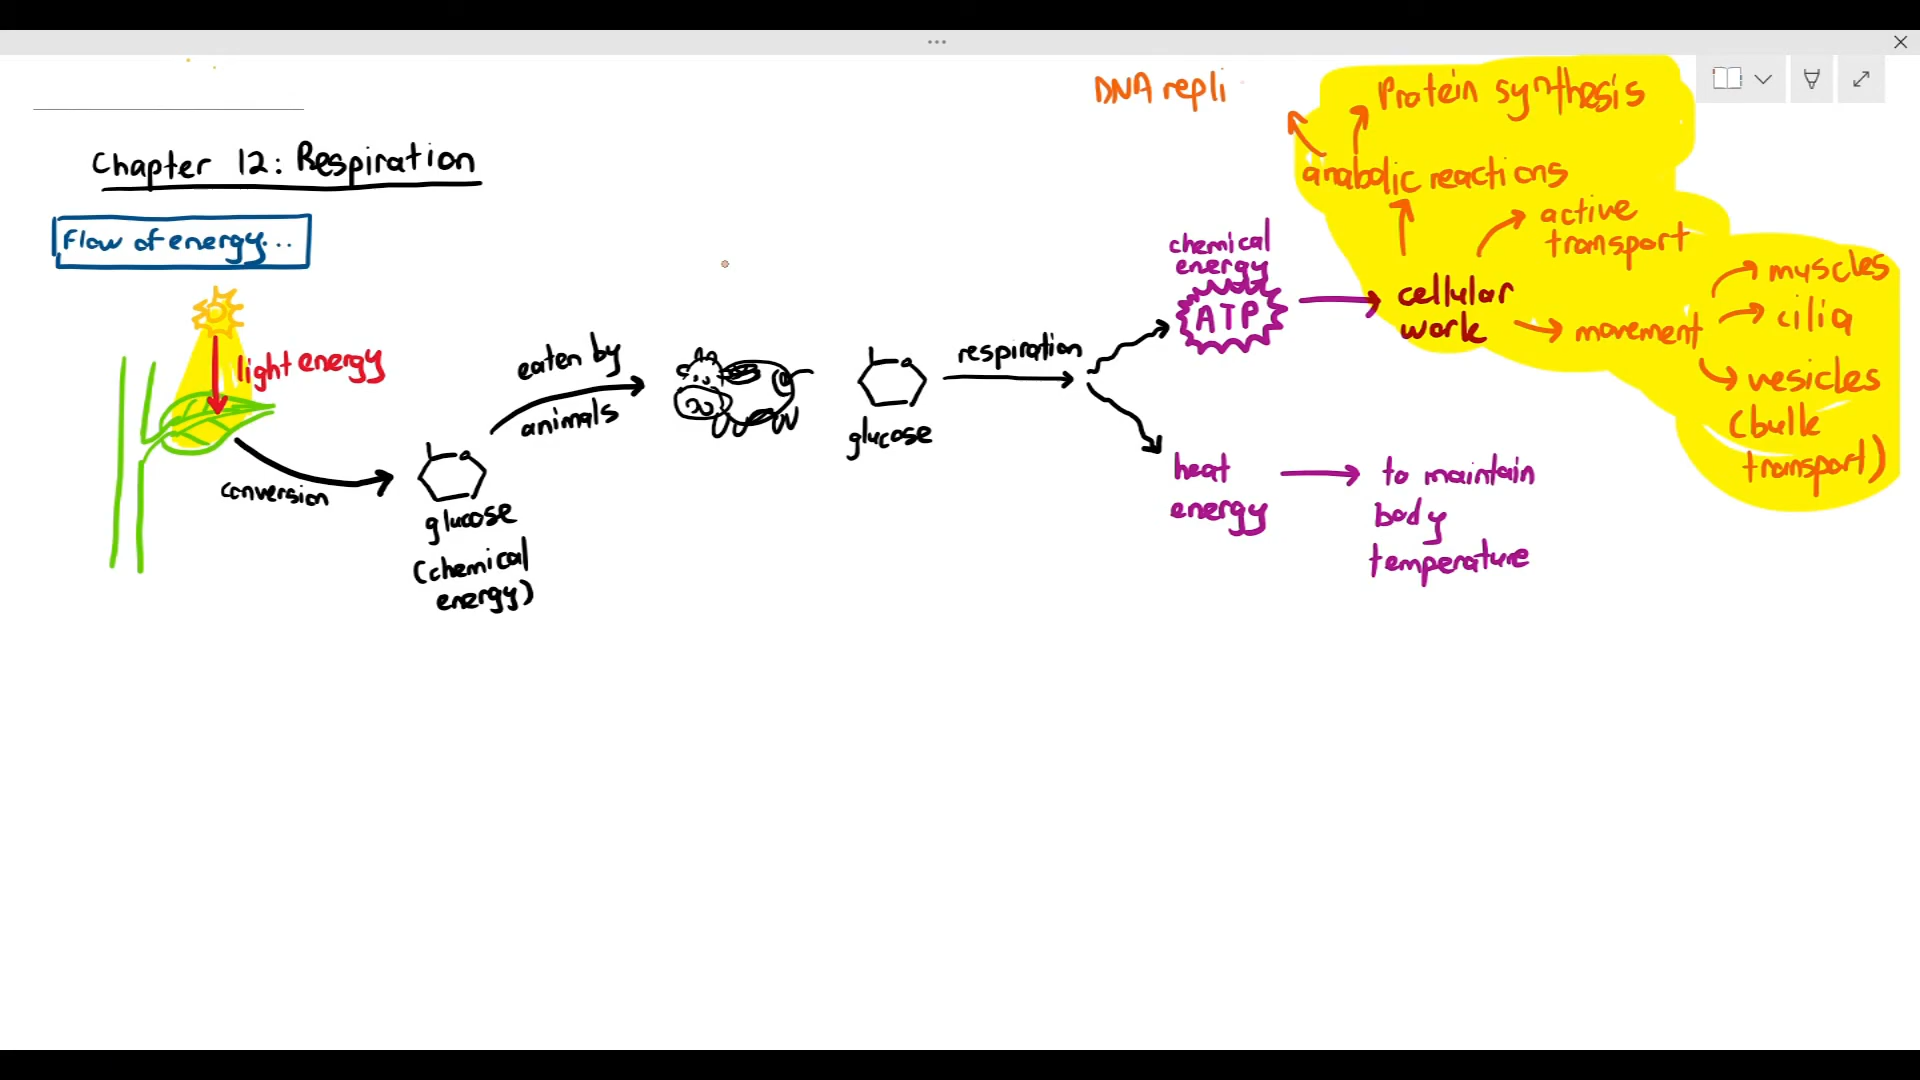 Chapter 12: Respiration
Flow of energy...
light energy
conversion
glucose
(chemical
energy)
eaten by
animals
glucose
respiration
chemical
energy
ATP
heat
energy
to maintain
body
temperature
cellular
work
anabolic reactions
DNA repli
Protein synthesis
active
transport
movement
muscles
cilia
vesicles
(bulk
transport)